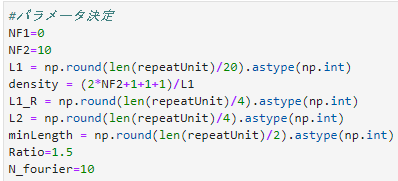 #パラメータ決定
NF1=0
NF2=10
L1 = np.round(len(repeatUnit)/20).astype(np.int)
density = (2*NF2+1+1+1)/L1
L1_R = np.round(len(repeatUnit)/4).astype(np.int)
L2 = np.round(len(repeatUnit)/4).astype(np.int)
minLength = np.round(len(repeatUnit)/2).astype(np.int)
Ratio=1.5
N_fourier=10